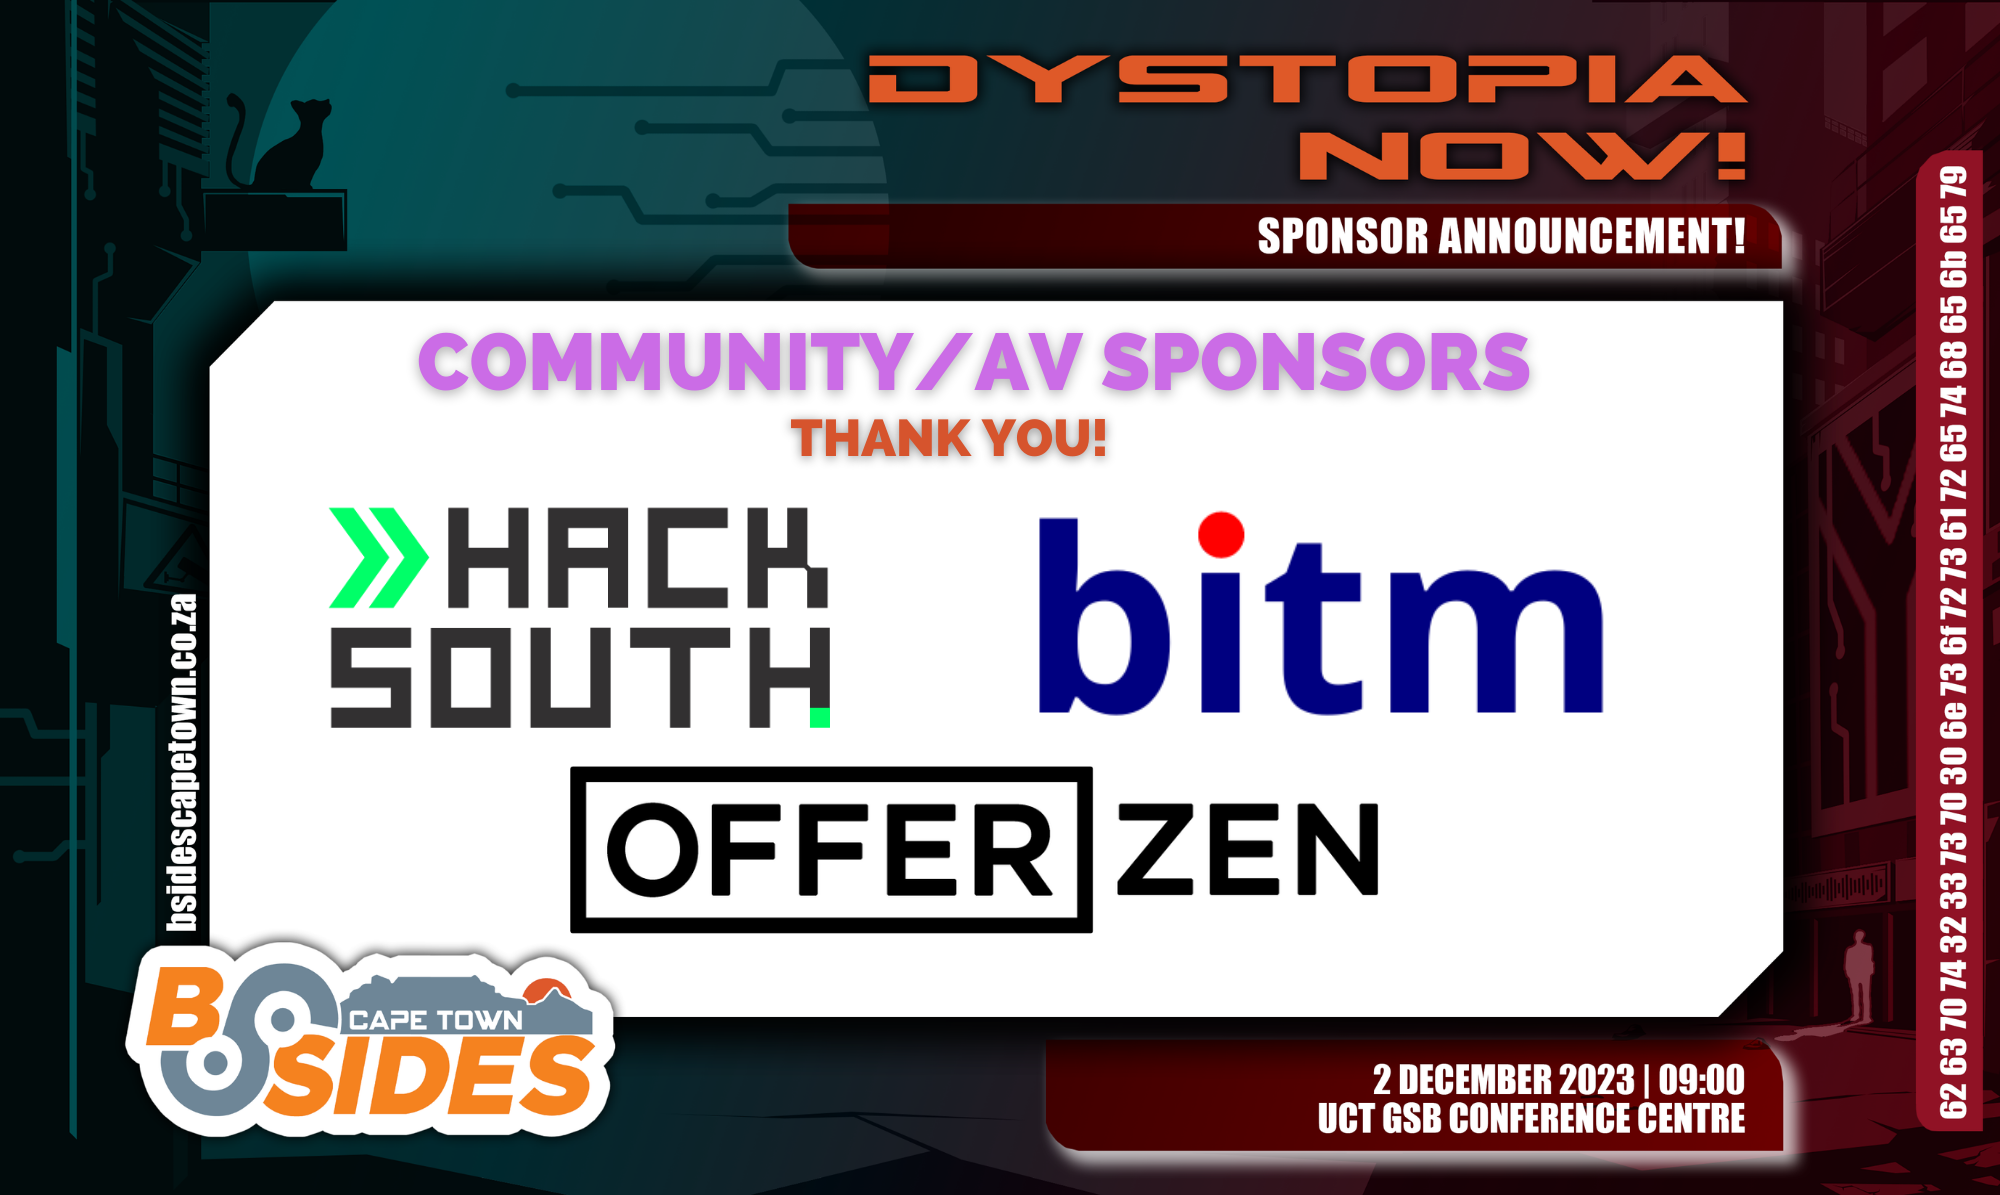 DYSTOPIA
NOW!
SPONSOR ANNOUNCEMENT!
COMMUNITY/AV SPONSORS
THANK YOU!
HACK
SOUTH
bitm
OFFERZEN
bsidescapetown.co.za
B
CAPE TOWN
SIDES
2 DECEMBER 2023 | 09:00
UCT GSB CONFERENCE CENTRE
62 63 70 74 32 33 73 70 30 6e 73 6f 72 73 61 72 65 74 68 65 6b 65 79